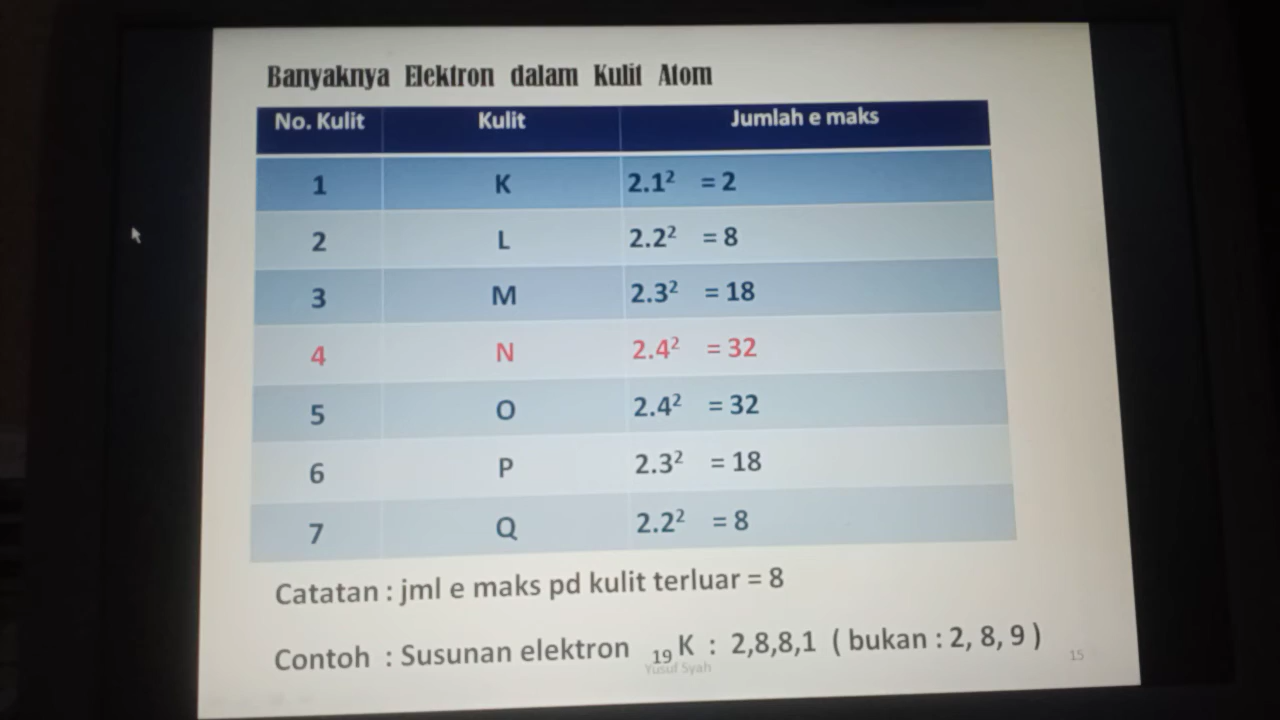 Banyaknya Elektron dalam Kulit Atom
No. Kulit Kulit Jumlah e maks
1 K 2.1² = 2
2 L 2.2² = 8
3 M 2.3² = 18
4 N 2.4² = 32
5 O 2.4² = 32
6 P 2.3² = 18
7 Q 2.2² = 8
Catatan : jml e maks pd kulit terluar = 8
Contoh : Susunan elektron ₁₉K : 2,8,8,1 ( bukan : 2, 8, 9 )
Yusuf Syah 15